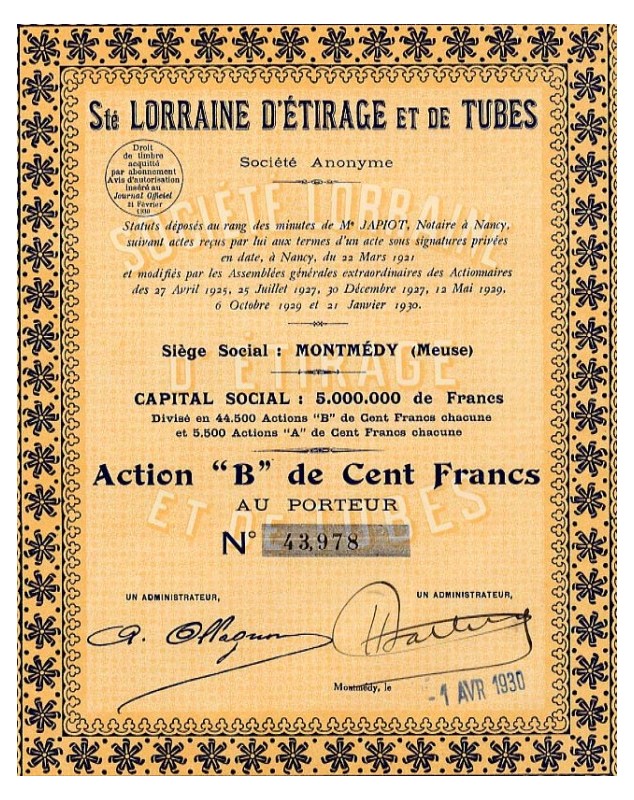 Sté LORRAINE D'ÉTIRAGE ET DE TUBES
Droit
de timbre
acquitté
par abonnement
Avis d'autorisation
inséré au
Journal Officiel
21 Février
1930
Société Anonyme
SOCIÉTÉ LORRAINE
Statuts déposés au rang des minutes de Mᵉ JAPIOT, Notaire à Nancy,
suivant actes reçus par lui aux termes d'un acte sous signatures privées
en date, à Nancy, du 22 Mars 1921
et modifiés par les Assemblées générales extraordinaires des Actionnaires
des 27 Avril 1925, 25 Juillet 1927, 30 Décembre 1927, 12 Mai 1929,
6 Octobre 1929 et 21 Janvier 1930.
Siège Social : MONTMÉDY (Meuse)
D'ÉTIRAGE
CAPITAL SOCIAL : 5.000.000 de Francs
Divisé en 44.500 Actions "B" de Cent Francs chacune
et 5.500 Actions "A" de Cent Francs chacune
Action "B" de Cent Francs
AU PORTEUR
ET DE TUBES
N° 43,978
UN ADMINISTRATEUR,
UN ADMINISTRATEUR,
Montmédy, le
-1 AVR 1930